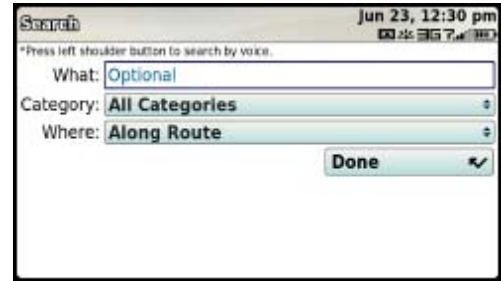 Search
Jun 23, 12:30 pm
3G
*Press left shoulder button to search by voice.
What: Optional
Category: All Categories
Where: Along Route
Done